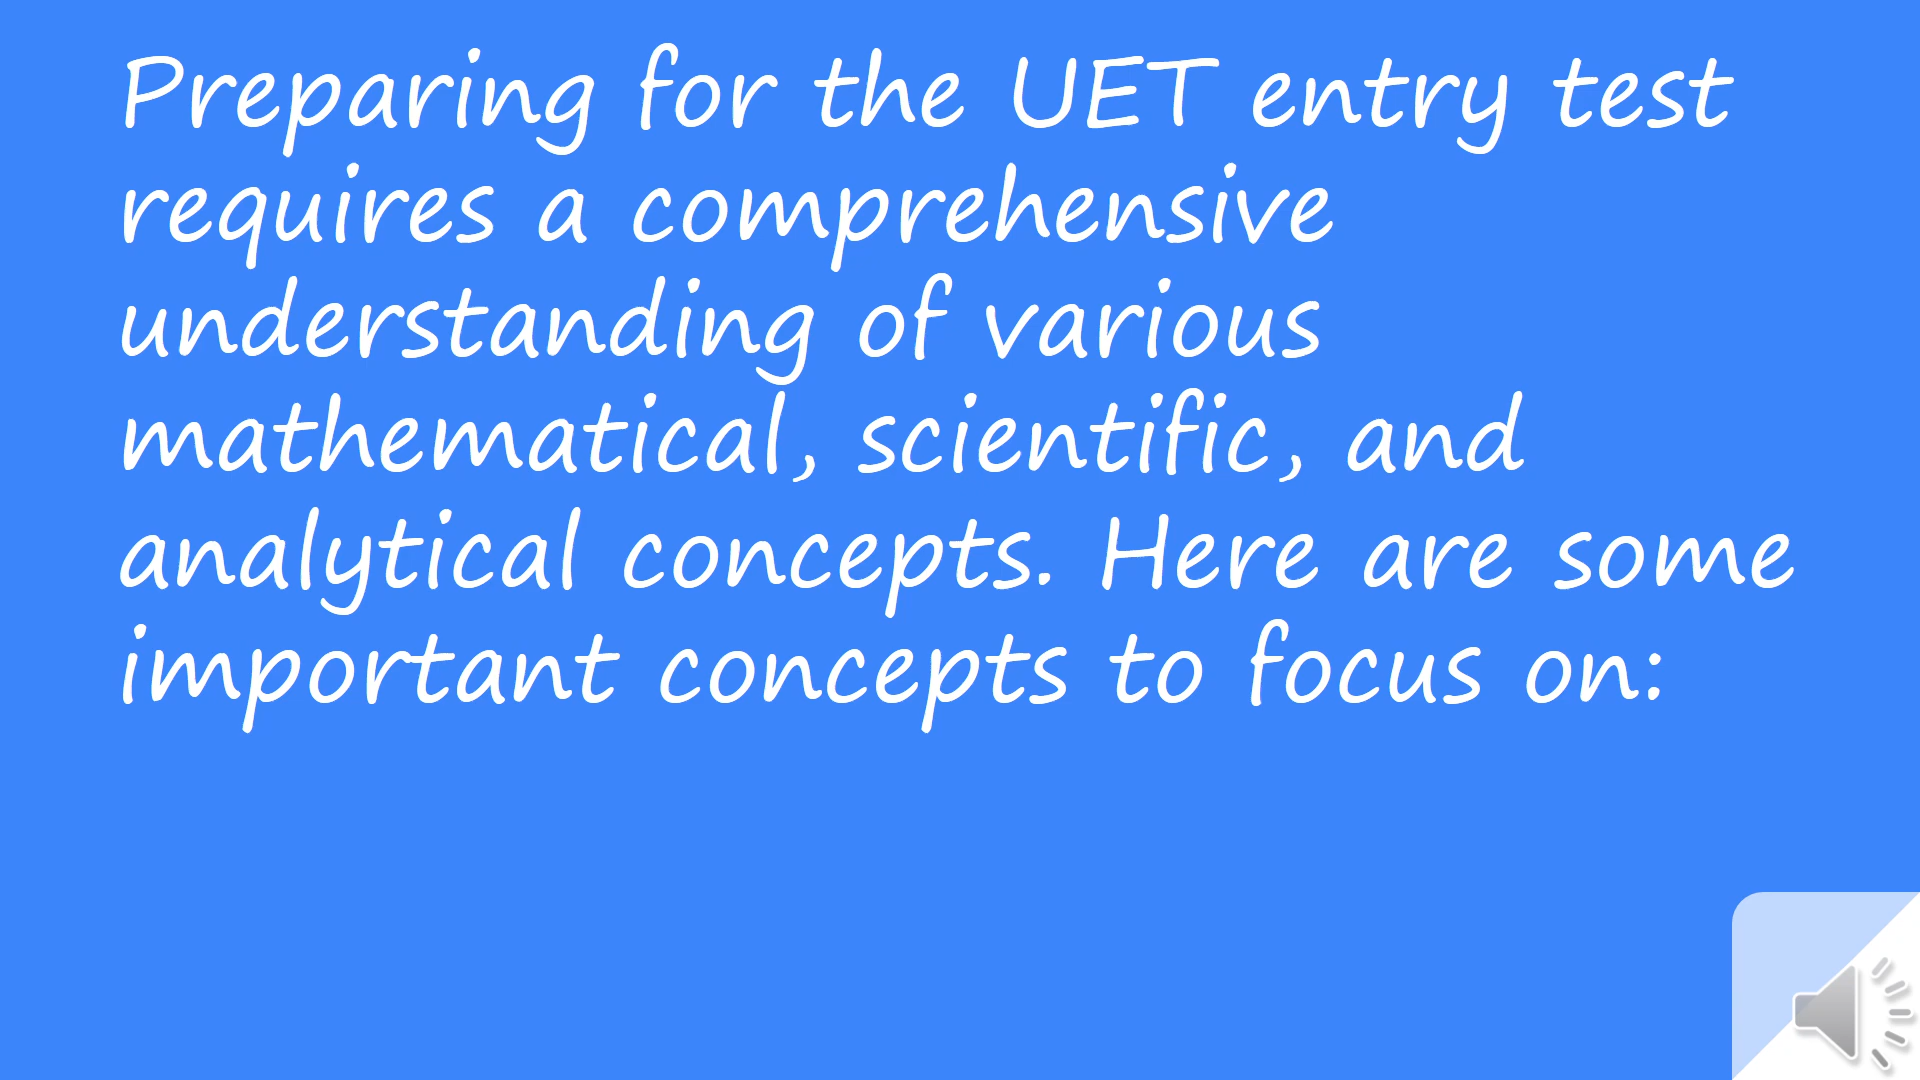 Preparing for the UET entry test
requires a comprehensive
understanding of various
mathematical, scientific, and
analytical concepts. Here are some
important concepts to focus on: